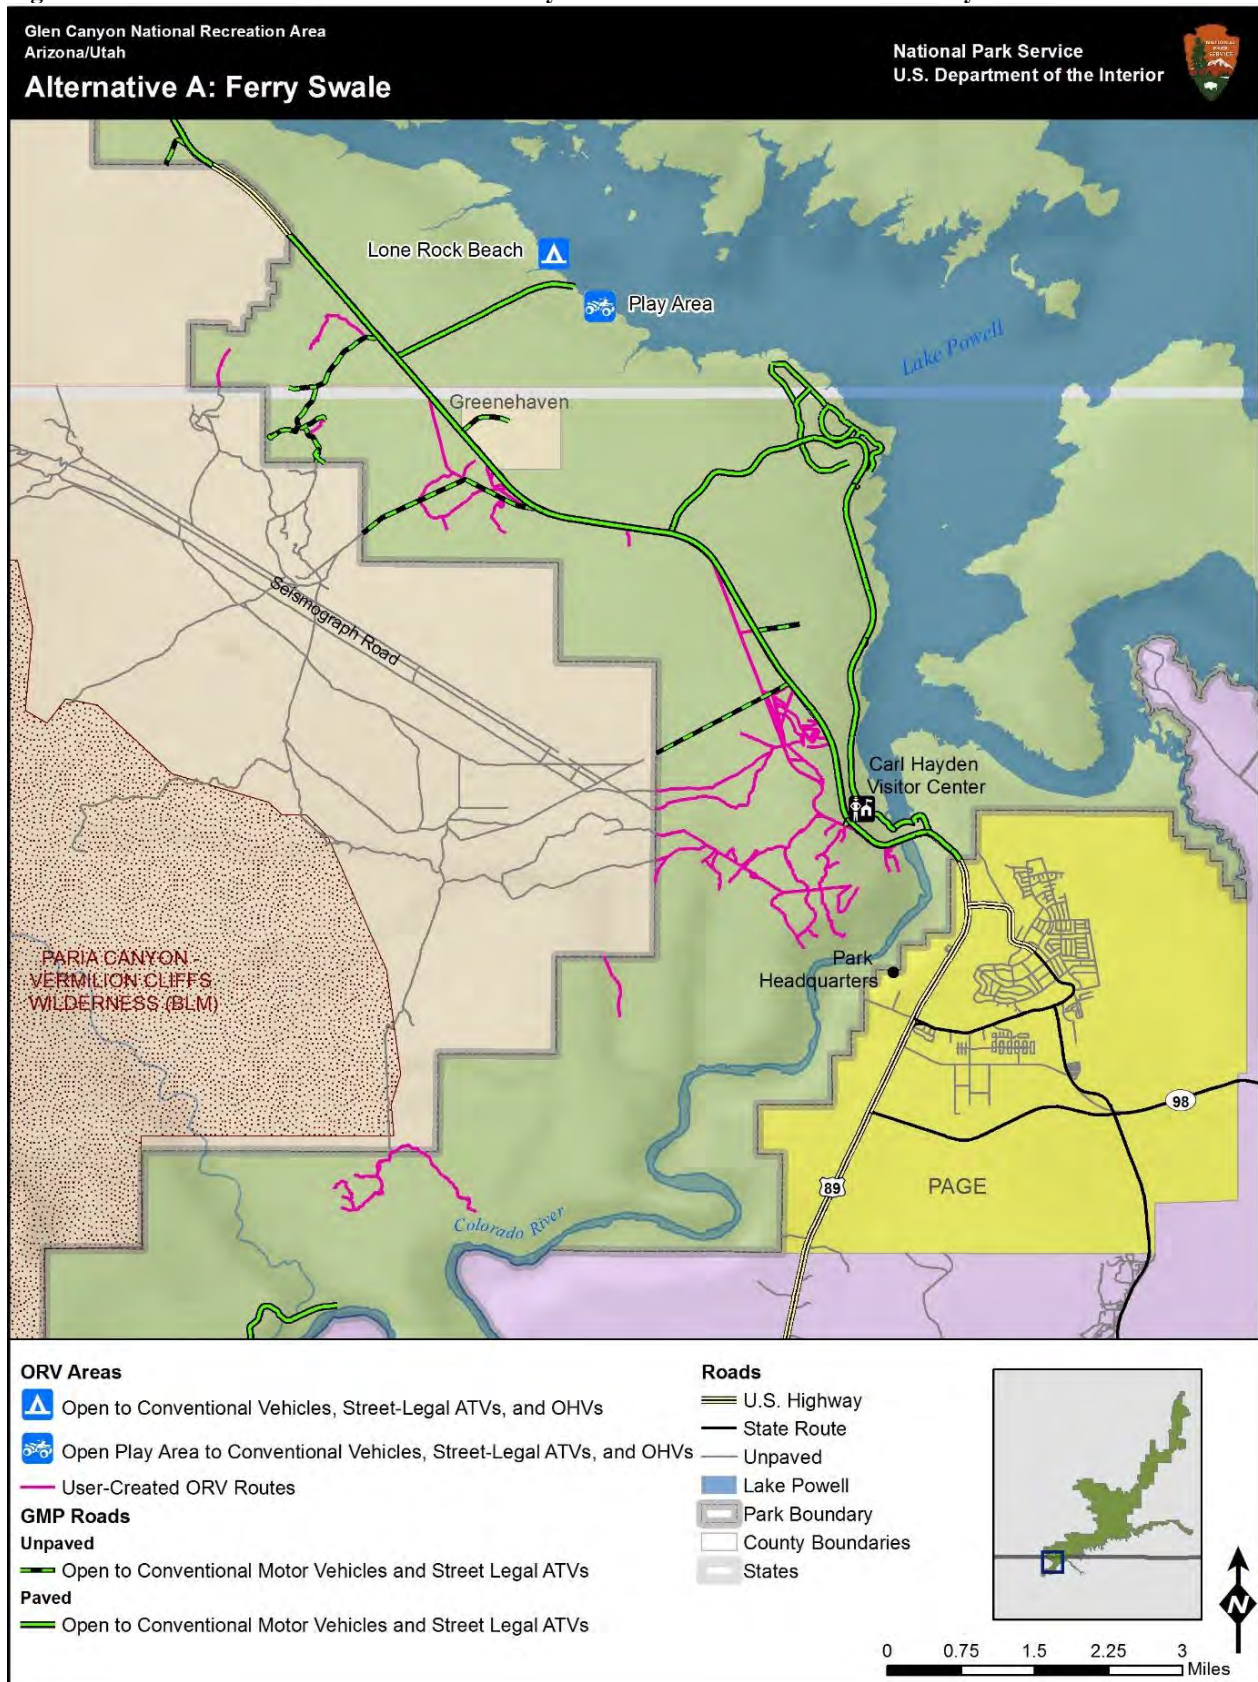 Glen Canyon National Recreation Area
Arizona/Utah
Alternative A: Ferry Swale
National Park Service
U.S. Department of the Interior
NATIONAL
PARK
SERVICE
Lone Rock Beach
Play Area
Lake Powell
Greenehaven
Seismograph Road
Carl Hayden
Visitor Center
PARIA CANYON -
VERMILION CLIFFS
WILDERNESS (BLM)
Park
Headquarters
98
89
PAGE
Colorado River
ORV Areas
Open to Conventional Vehicles, Street-Legal ATVs, and OHVs
Open Play Area to Conventional Vehicles, Street-Legal ATVs, and OHVs
User-Created ORV Routes
GMP Roads
Unpaved
Open to Conventional Motor Vehicles and Street Legal ATVs
Paved
Open to Conventional Motor Vehicles and Street Legal ATVs
Roads
U.S. Highway
State Route
Unpaved
Lake Powell
Park Boundary
County Boundaries
States
N
0 0.75 1.5 2.25 3
Miles